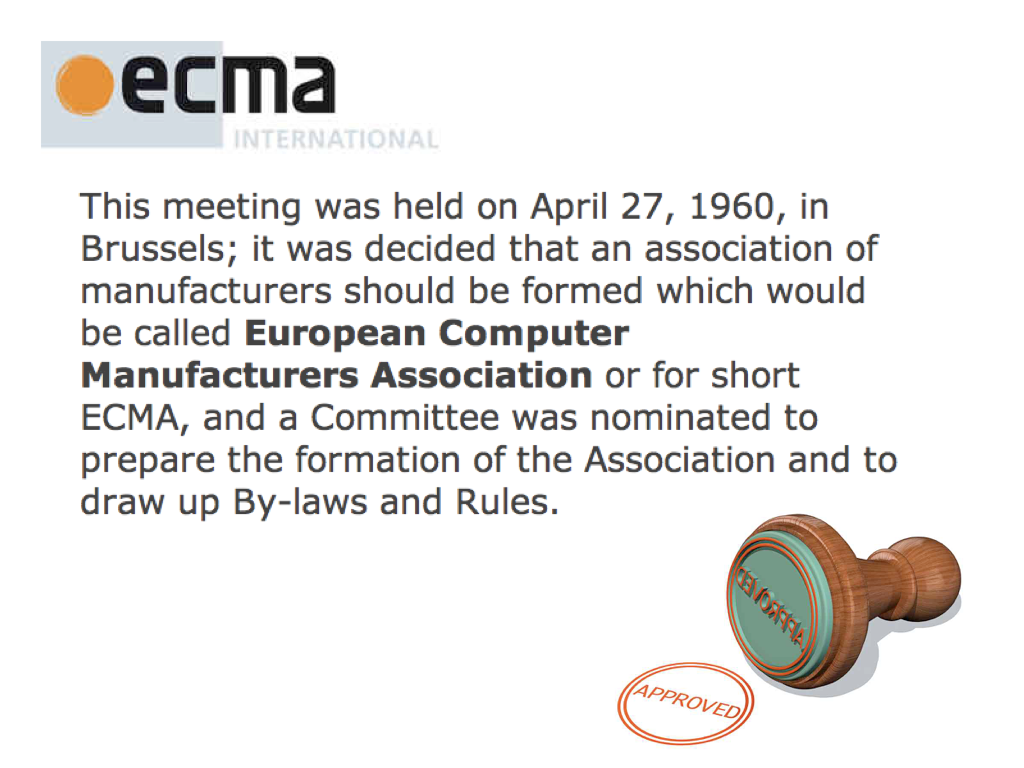 ecma
INTERNATIONAL
This meeting was held on April 27, 1960, in
Brussels; it was decided that an association of
manufacturers should be formed which would
be called European Computer
Manufacturers Association or for short
ECMA, and a Committee was nominated to
prepare the formation of the Association and to
draw up By-laws and Rules.
APPROVED
APPROVED